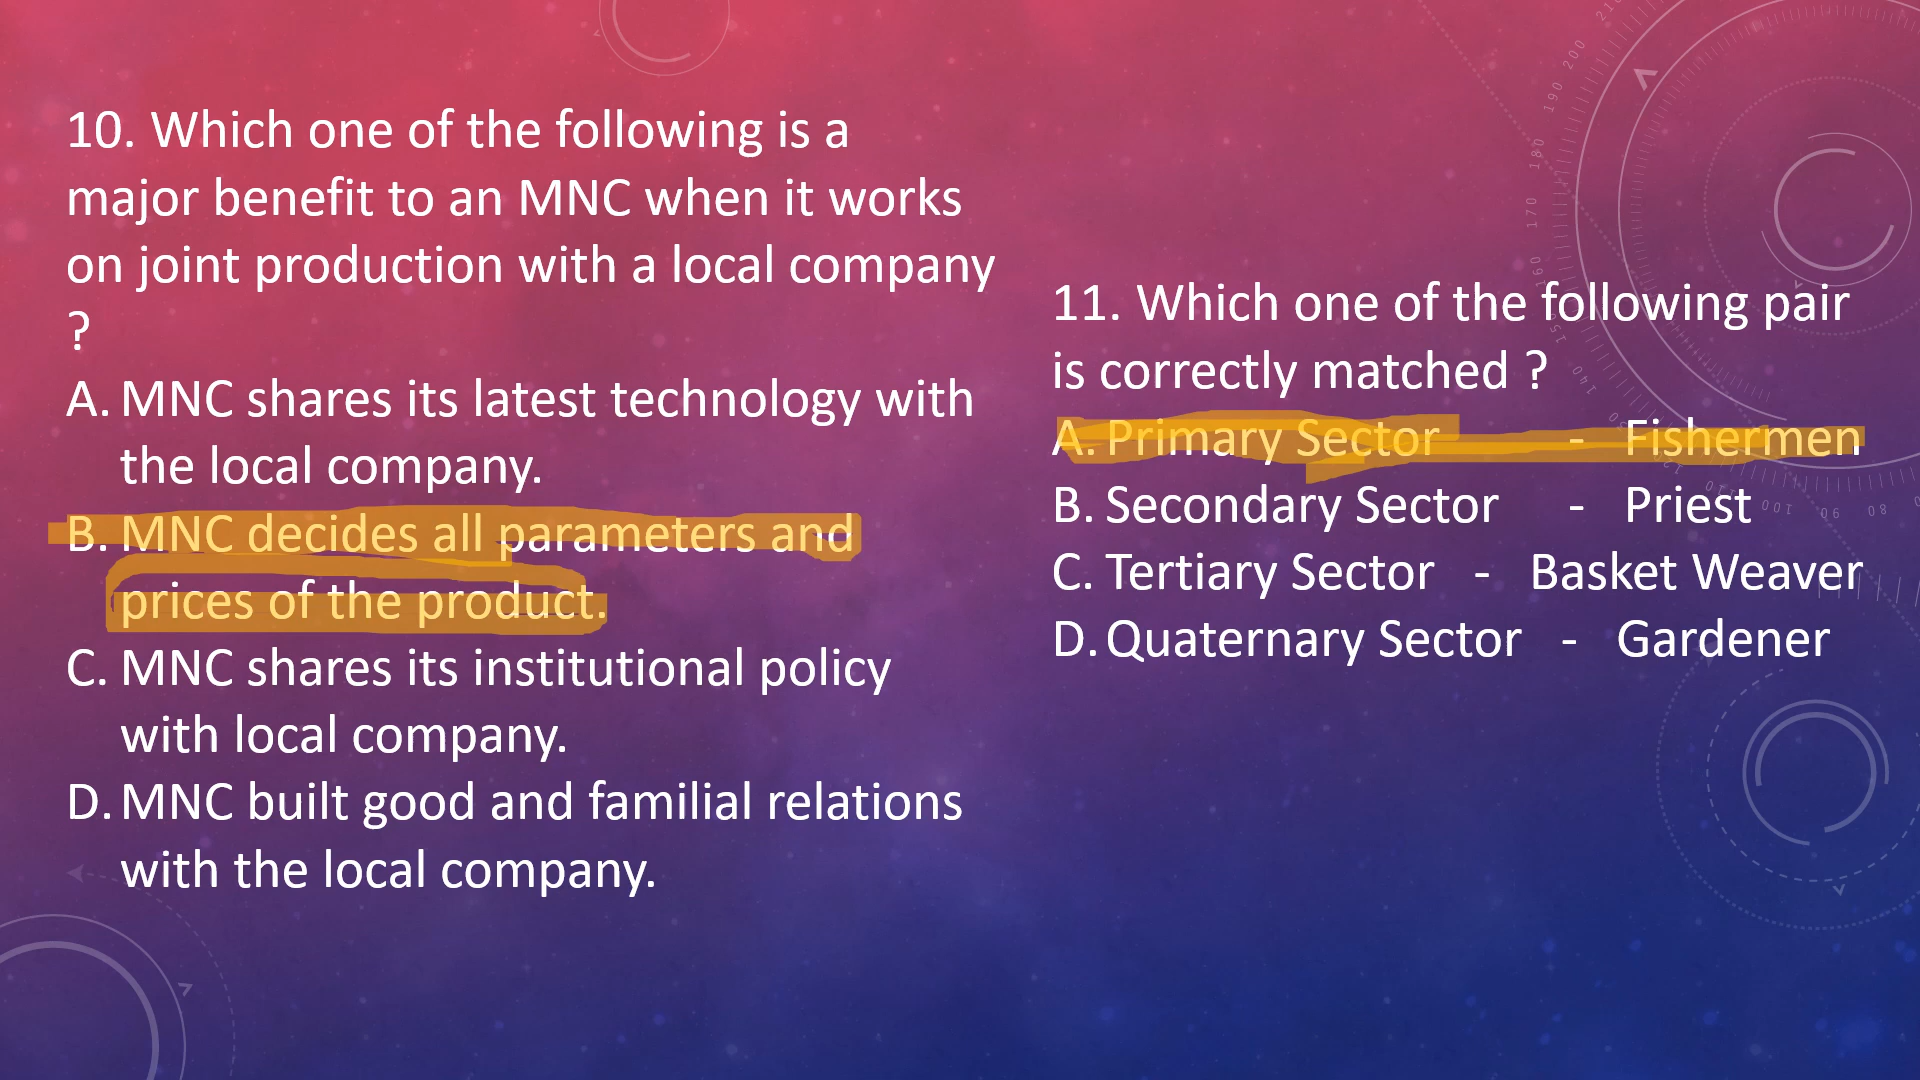 10. Which one of the following is a
major benefit to an MNC when it works
on joint production with a local company
?
A. MNC shares its latest technology with
the local company.
B. MNC decides all parameters and
prices of the product.
C. MNC shares its institutional policy
with local company.
D. MNC built good and familial relations
with the local company.
11. Which one of the following pair
is correctly matched ?
A. Primary Sector - Fishermen
B. Secondary Sector - Priest
C. Tertiary Sector - Basket Weaver
D. Quaternary Sector - Gardener